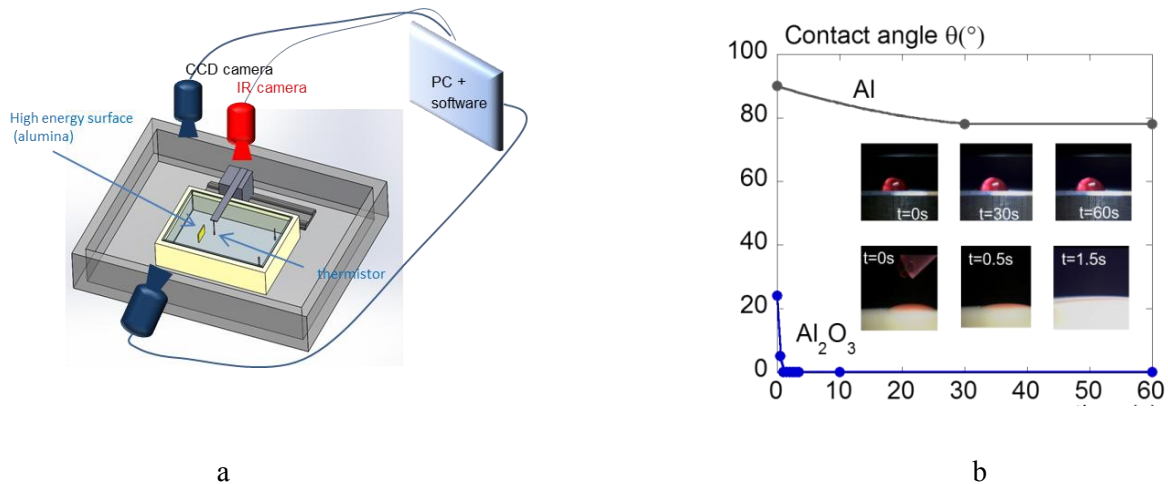 CCD camera
IR camera
PC +
software
High energy surface
(alumina)
thermistor
a
Contact angle θ(°)
100
80
60
40
20
0
Al
t=0s
t=30s
t=60s
t=0s
t=0.5s
t=1.5s
Al₂O₃
0
10
20
30
40
50
60
b